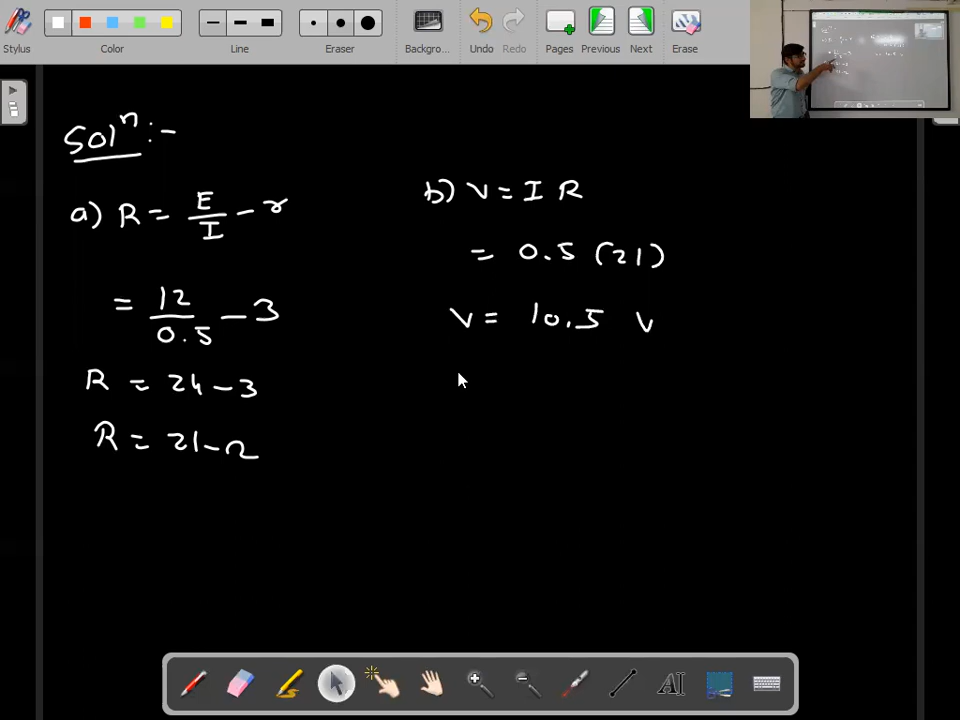 Stylus
Color
Line
Eraser
Backgro...
Undo
Redo
Pages
Previous
Next
Erase
Solⁿ :-
a) R = E/I - r
= 12/0.5 - 3
R = 24 - 3
R = 21 Ω
b) V = I R
= 0.5 (21)
V = 10.5 V